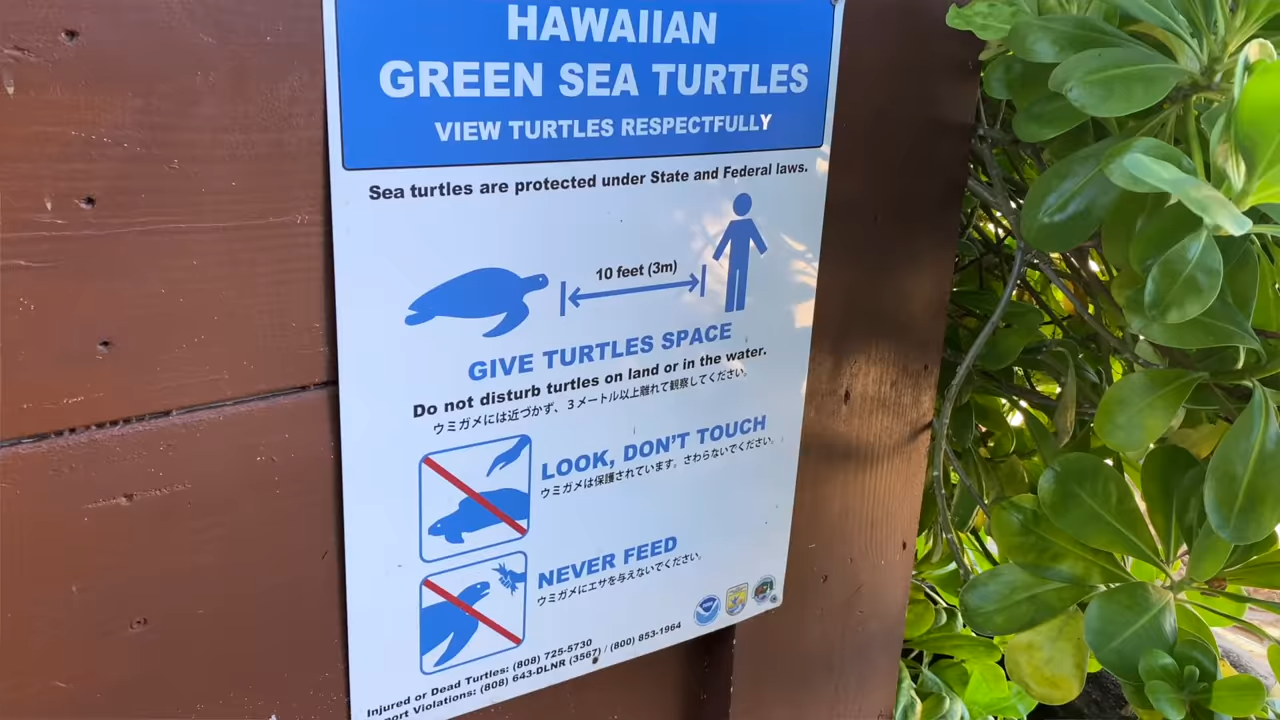 HAWAIIAN
GREEN SEA TURTLES
VIEW TURTLES RESPECTFULLY
Sea turtles are protected under State and Federal laws.
10 feet (3m)
GIVE TURTLES SPACE
Do not disturb turtles on land or in the water.
ウミガメには近づかず、3メートル以上離れて観察してください。
LOOK, DON'T TOUCH
ウミガメは保護されています。さわらないでください。
NEVER FEED
ウミガメにエサを与えないでください。
Injured or Dead Turtles: (808) 725-5730
port Violations: (808) 643-DLNR (3567) / (800) 853-1964